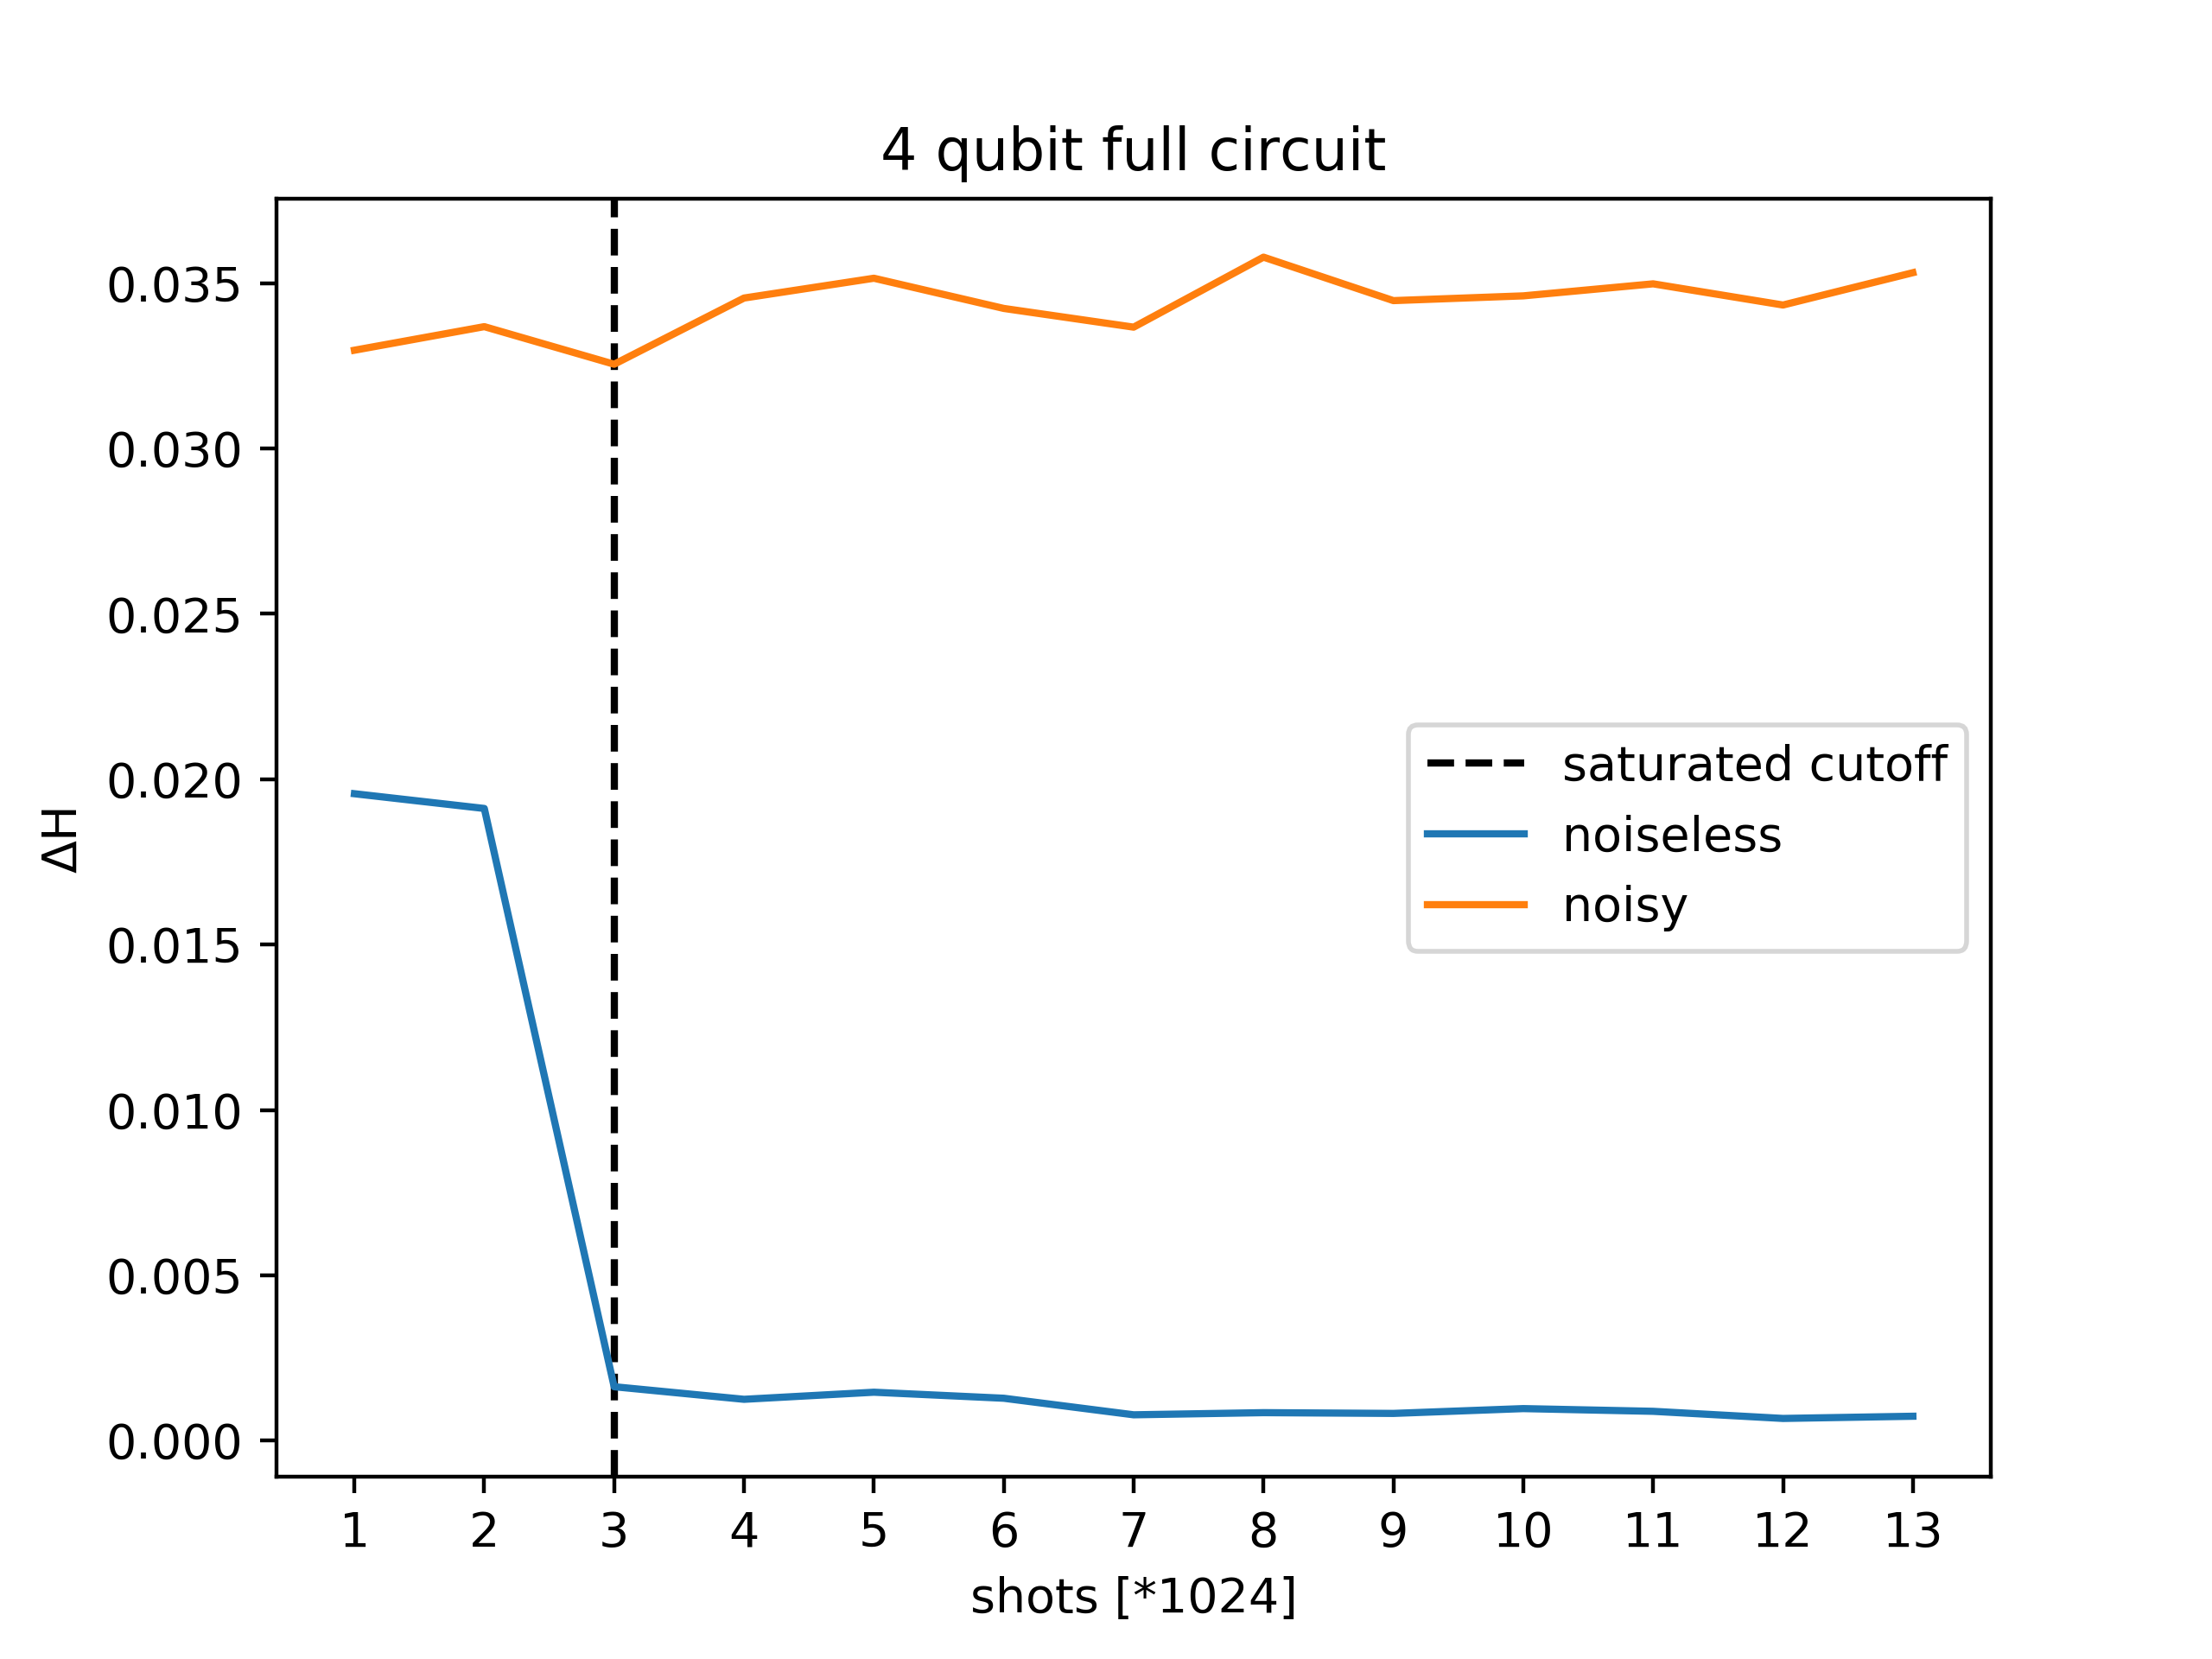 4 qubit full circuit
0.035
0.030
0.025
0.020
0.015
0.010
0.005
0.000
ΔH
saturated cutoff
noiseless
noisy
1 2 3 4 5 6 7 8 9 10 11 12 13
shots [*1024]